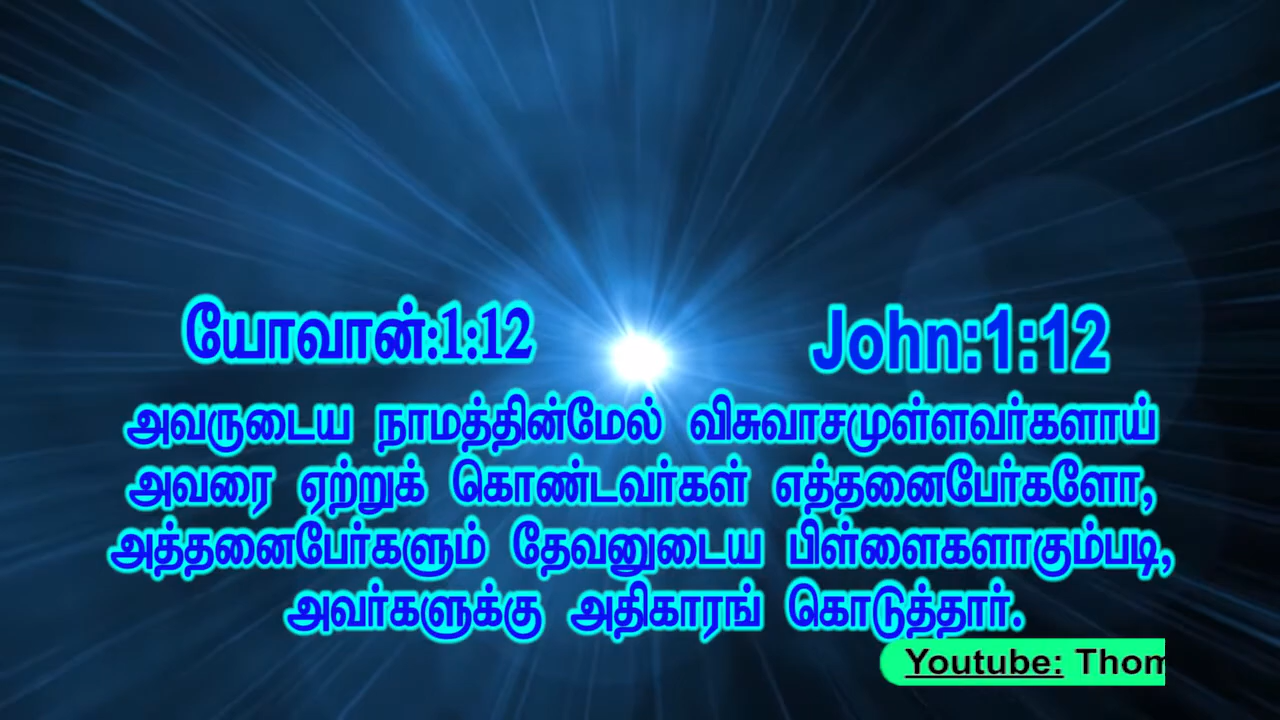 யோவான்:1:12 John:1:12
அவருடைய நாமத்தின்மேல் விசுவாசமுள்ளவர்களாய்
அவரை ஏற்றுக் கொண்டவர்கள் எத்தனைபேர்களோ,
அத்தனைபேர்களும் தேவனுடைய பிள்ளைகளாகும்படி,
அவர்களுக்கு அதிகாரங் கொடுத்தார்.
Youtube: Thom